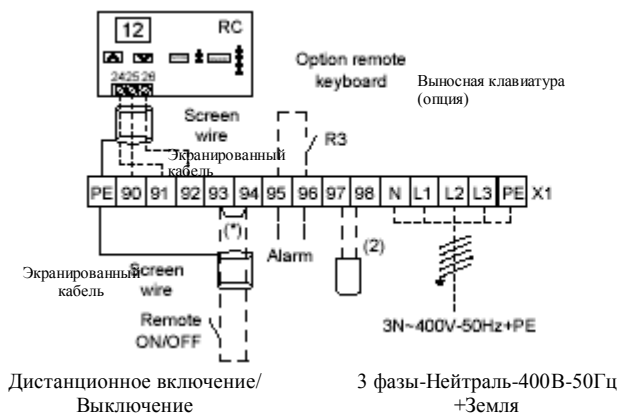 12 RC
24 25 26
Option remote
keyboard
Выносная клавиатура
(опция)
Screen
wire
R3
Экранированный
кабель
PE 90 91 92 93 94 95 96 97 98 N L1 L2 L3 PE X1
(*)
Alarm
(2)
Экранированный
кабель
Screen
wire
Remote
ON/OFF
3N~400V-50Hz+PE
Дистанционное включение/
Выключение
3 фазы-Нейтраль-400В-50Гц
+Земля